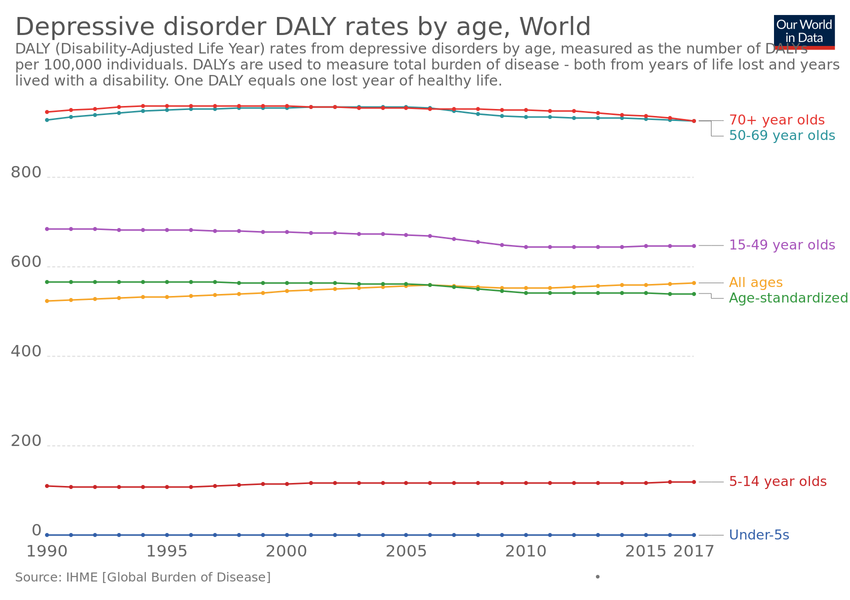 Depressive disorder DALY rates by age, World
Our World
in Data
DALY (Disability-Adjusted Life Year) rates from depressive disorders by age, measured as the number of DALYs
per 100,000 individuals. DALYs are used to measure total burden of disease - both from years of life lost and years
lived with a disability. One DALY equals one lost year of healthy life.
70+ year olds
50-69 year olds
800
15-49 year olds
600
All ages
Age-standardized
400
200
5-14 year olds
0
Under-5s
1990 1995 2000 2005 2010 2015 2017
Source: IHME [Global Burden of Disease]
•